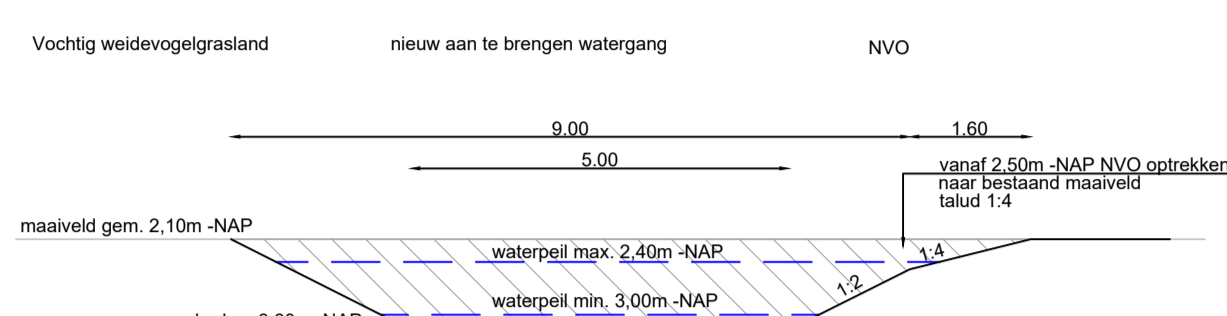 Vochtig weidevogelgrasland
nieuw aan te brengen watergang
NVO
9.00
1.60
5.00
vanaf 2,50m -NAP NVO optrekken
naar bestaand maaiveld
talud 1:4
maaiveld gem. 2,10m -NAP
waterpeil max. 2,40m -NAP
1:4
1:2
waterpeil min. 3,00m -NAP
-NAP